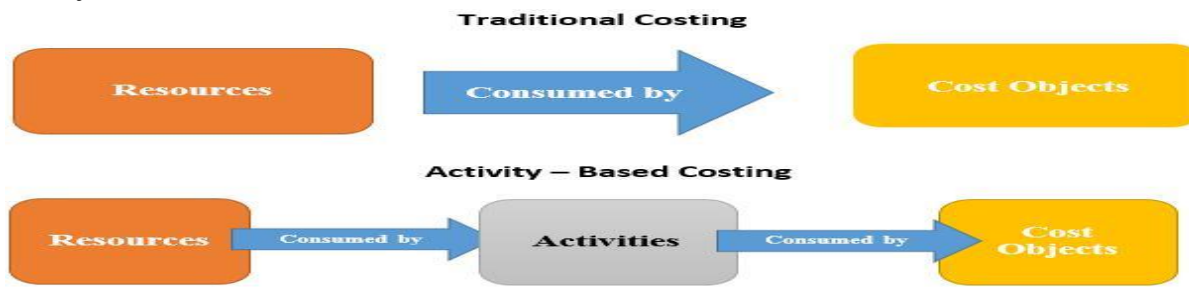 Traditional Costing
Resources
Consumed by
Cost Objects
Activity – Based Costing
Resources
Consumed by
Activities
Consumed by
Cost
Objects